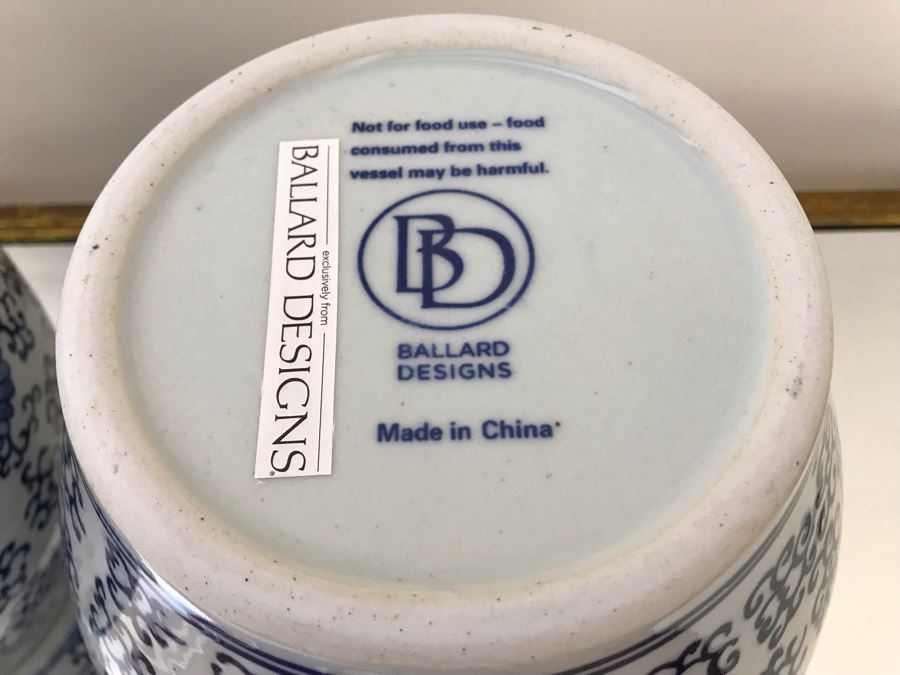 Not for food use – food
consumed from this
vessel may be harmful.
BD
BALLARD
DESIGNS
Made in China
exclusively from
BALLARD DESIGNS®